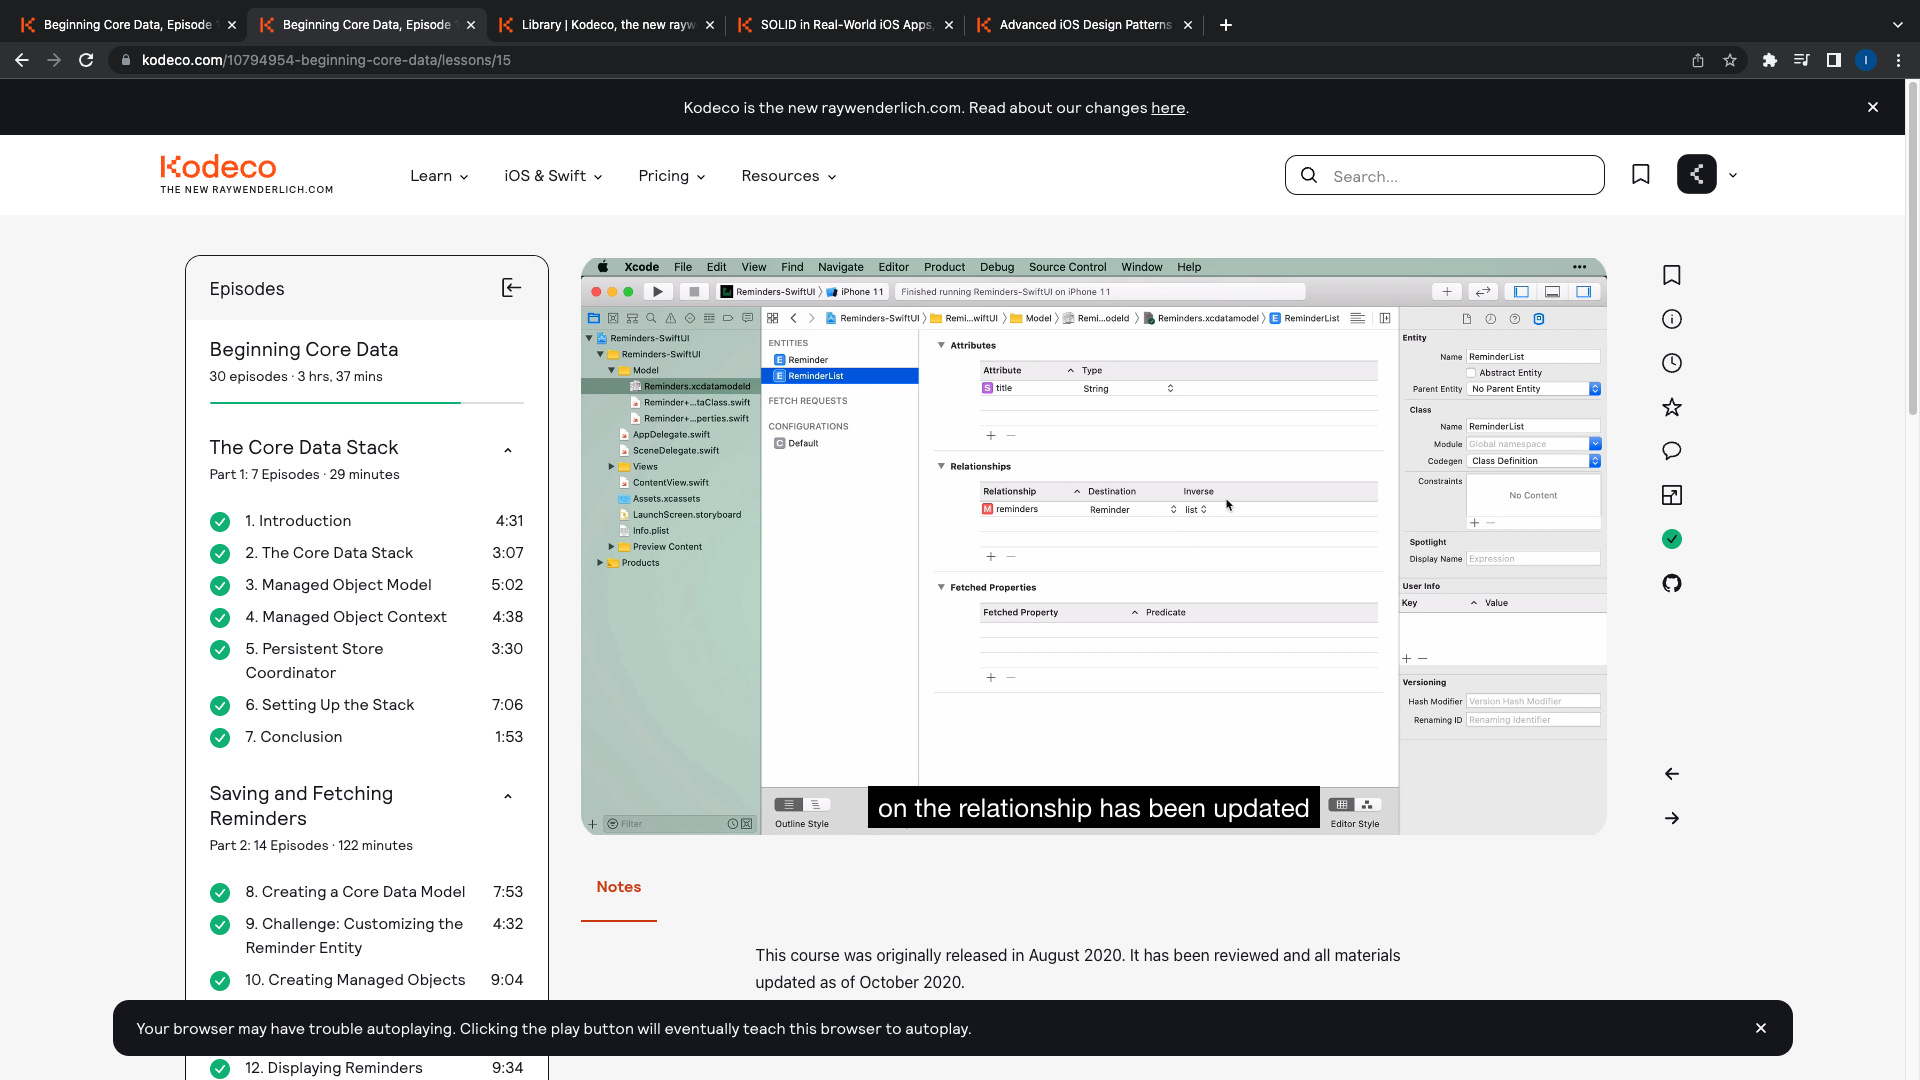 Beginning Core Data, Episode
Beginning Core Data, Episode
Library | Kodeco, the new rayw
SOLID in Real-World iOS Apps,
Advanced iOS Design Patterns
kodeco.com/10794954-beginning-core-data/lessons/15
I
Kodeco is the new raywenderlich.com. Read about our changes here.
Kodeco
THE NEW RAYWENDERLICH.COM
Learn
iOS & Swift
Pricing
Resources
Search...
Episodes
Beginning Core Data
30 episodes · 3 hrs, 37 mins
The Core Data Stack
Part 1: 7 Episodes · 29 minutes
1. Introduction 4:31
2. The Core Data Stack 3:07
3. Managed Object Model 5:02
4. Managed Object Context 4:38
5. Persistent Store 3:30
Coordinator
6. Setting Up the Stack 7:06
7. Conclusion 1:53
Saving and Fetching
Reminders
Part 2: 14 Episodes · 122 minutes
8. Creating a Core Data Model 7:53
9. Challenge: Customizing the 4:32
Reminder Entity
10. Creating Managed Objects 9:04
12. Displaying Reminders 9:34
Xcode File Edit View Find Navigate Editor Product Debug Source Control Window Help
Reminders-SwiftUI iPhone 11
Finished running Reminders-SwiftUI on iPhone 11
Reminders-SwiftUI Remi...wiftUI Model Remi...odeld Reminders.xcdatamodel E ReminderList
Reminders-SwiftUI
Reminders-SwiftUI
Model
Reminders.xcdatamodeld
Reminder+...taClass.swift
Reminder+...perties.swift
AppDelegate.swift
SceneDelegate.swift
Views
ContentView.swift
Assets.xcassets
LaunchScreen.storyboard
Info.plist
Preview Content
Products
Filter
ENTITIES
E Reminder
E ReminderList
FETCH REQUESTS
CONFIGURATIONS
C Default
Outline Style
Attributes
Attribute Type
S title String
Relationships
Relationship Destination Inverse
M reminders Reminder list
Fetched Properties
Fetched Property Predicate
Editor Style
Entity
Name ReminderList
Abstract Entity
Parent Entity No Parent Entity
Class
Name ReminderList
Module Global namespace
Codegen Class Definition
Constraints No Content
Spotlight
Display Name Expression
User Info
Key Value
Versioning
Hash Modifier Version Hash Modifier
Renaming ID Renaming Identifier
on the relationship has been updated
Notes
This course was originally released in August 2020. It has been reviewed and all materials
updated as of October 2020.
Your browser may have trouble autoplaying. Clicking the play button will eventually teach this browser to autoplay.